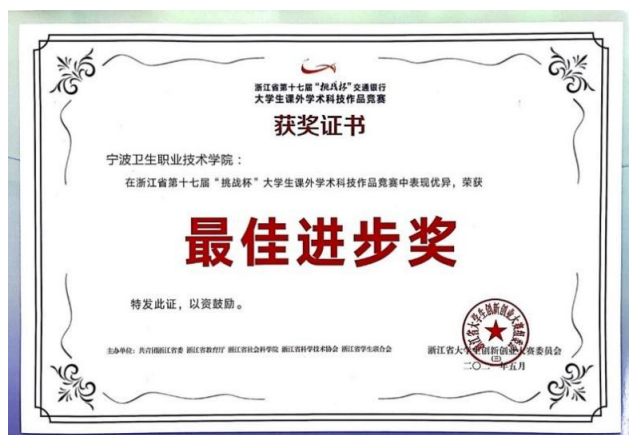 浙江省第十七届“挑战杯”交通银行
大学生课外学术科技作品竞赛
获奖证书
宁波卫生职业技术学院：
在浙江省第十七届“挑战杯”大学生课外学术科技作品竞赛中表现优异，荣获
最佳进步奖
特发此证，以资鼓励。
主办单位：共青团浙江省委 浙江省教育厅 浙江省社会科学院 浙江省科学技术协会 浙江省学生联合会
浙江省大学生创新创业大赛委员会
二〇二一年五月